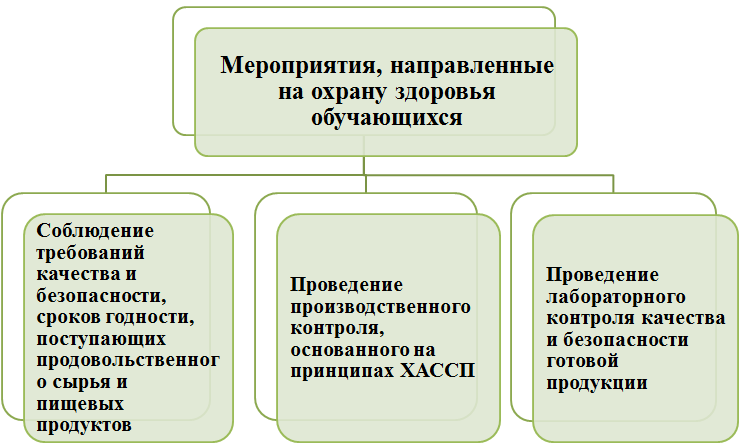 Мероприятия, направленные
на охрану здоровья
обучающихся
Соблюдение
требований
качества и
безопасности,
сроков годности,
поступающих
продовольственног
о сырья и
пищевых
продуктов
Проведение
производственного
контроля,
основанного на
принципах ХАССП
Проведение
лабораторного
контроля качества
и безопасности
готовой
продукции